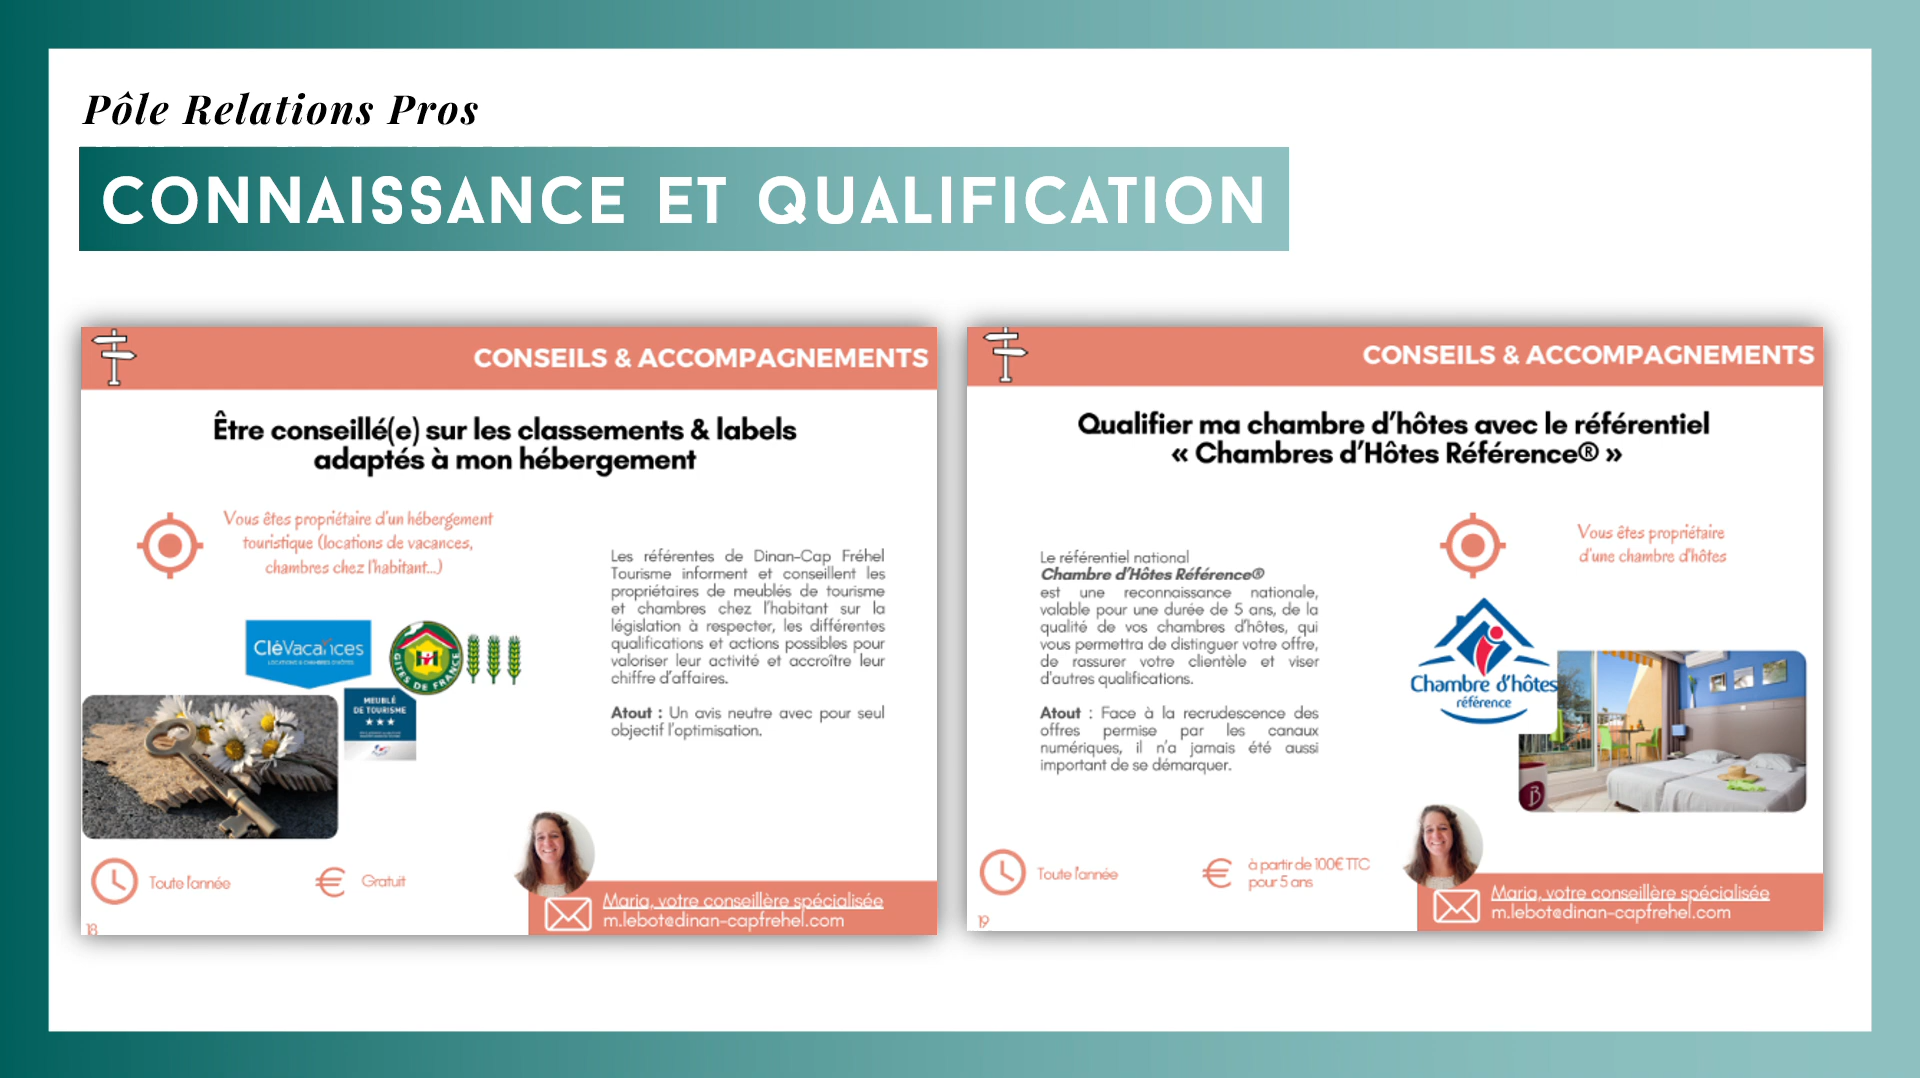 Pôle Relations Pros
CONNAISSANCE ET QUALIFICATION
CONSEILS & ACCOMPAGNEMENTS
Être conseillé(e) sur les classements & labels
adaptés à mon hébergement
Vous êtes propriétaire d'un hébergement
touristique (locations de vacances,
chambres chez l'habitant...)
CléVacances
LOCATIONS & CHAMBRES D'HÔTES
GITES DE FRANCE
MEUBLÉ
DE TOURISME
Les référentes de Dinan-Cap Fréhel
Tourisme informent et conseillent les
propriétaires de meublés de tourisme
et chambres chez l'habitant sur la
législation à respecter, les différentes
qualifications et actions possibles pour
valoriser leur activité et accroître leur
chiffre d'affaires.
Atout : Un avis neutre avec pour seul
objectif l'optimisation.
Toute l'année
€ Gratuit
Maria, votre conseillère spécialisée
m.lebot@dinan-capfrehel.com
18
CONSEILS & ACCOMPAGNEMENTS
Qualifier ma chambre d'hôtes avec le référentiel
« Chambres d'Hôtes Référence® »
Le référentiel national
Chambre d'Hôtes Référence®
est une reconnaissance nationale,
valable pour une durée de 5 ans, de la
qualité de vos chambres d'hôtes, qui
vous permettra de distinguer votre offre,
de rassurer votre clientèle et viser
d'autres qualifications.
Atout : Face à la recrudescence des
offres permise par les canaux
numériques, il n'a jamais été aussi
important de se démarquer.
Vous êtes propriétaire
d'une chambre d'hôtes
Chambre d'hôtes
référence
B
Toute l'année
€ à partir de 100€ TTC
pour 5 ans
Maria, votre conseillère spécialisée
m.lebot@dinan-capfrehel.com
19